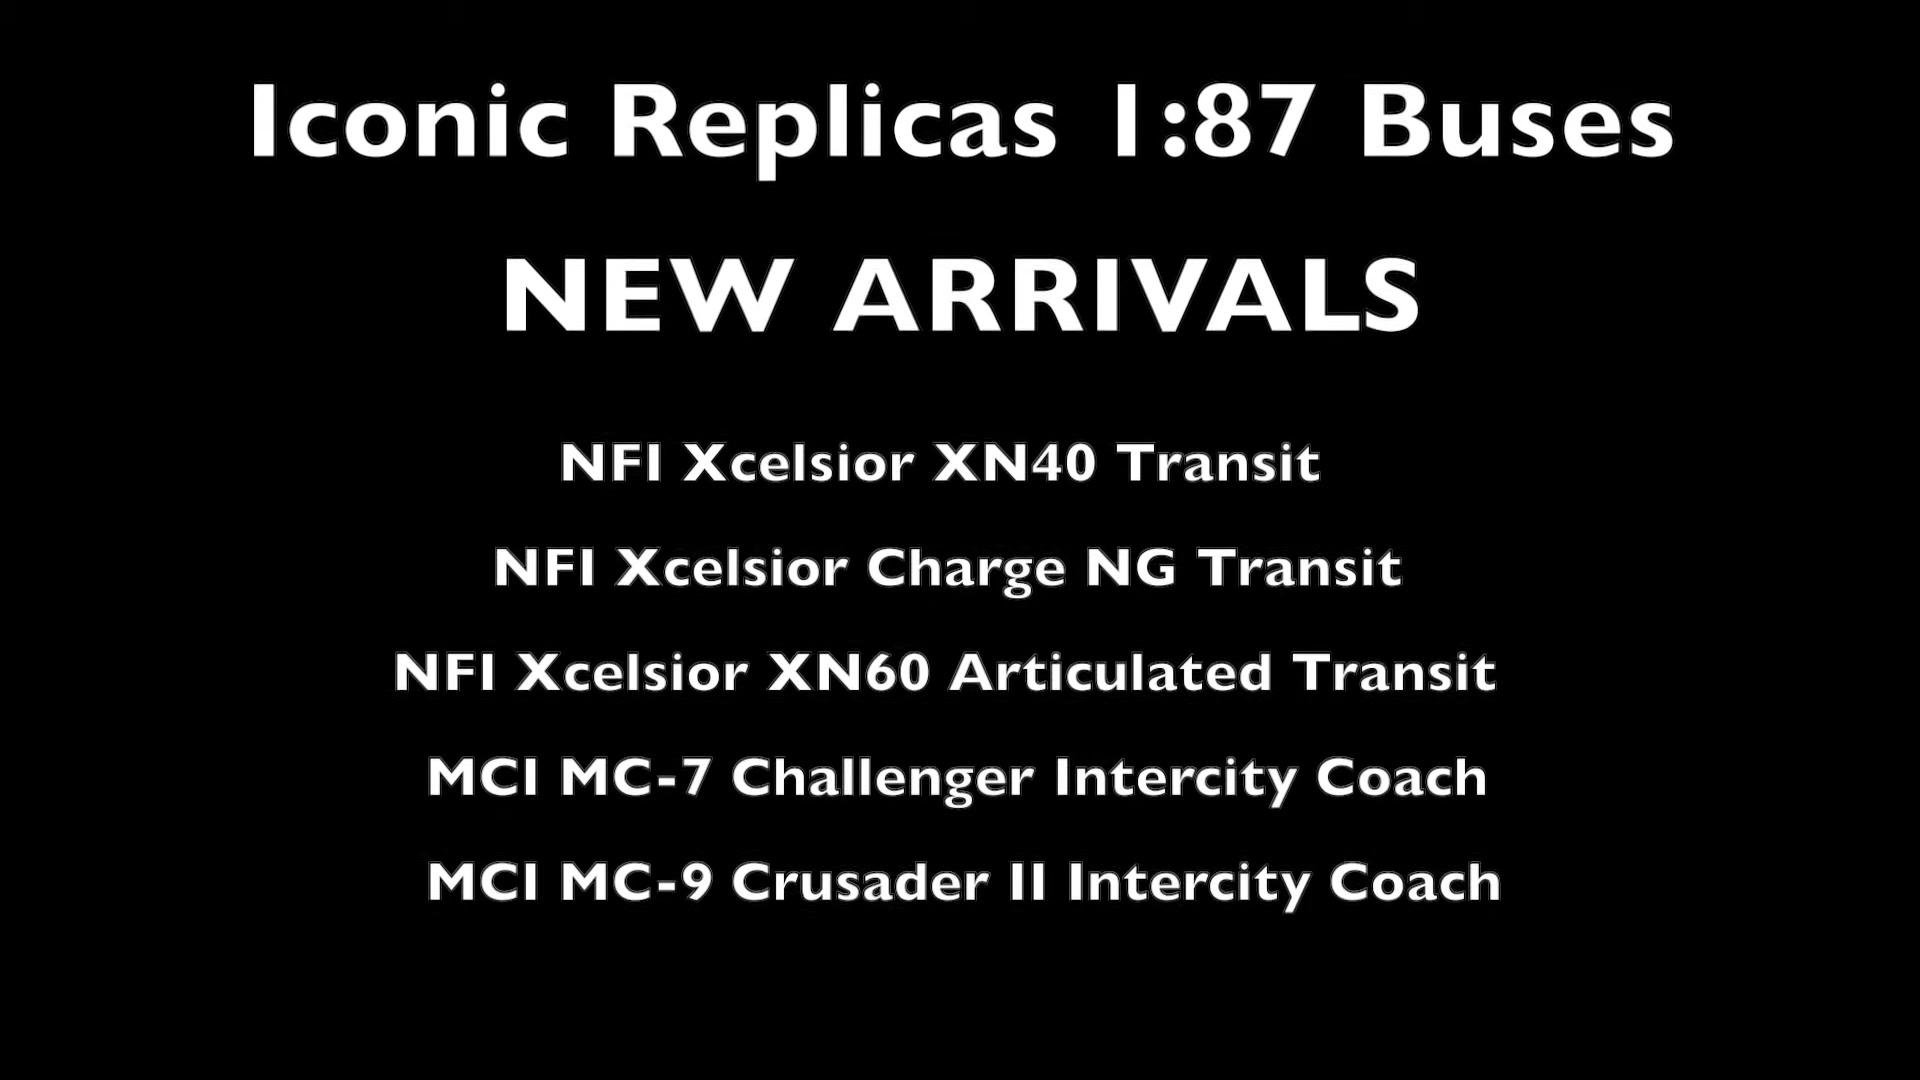 Iconic Replicas 1:87 Buses
NEW ARRIVALS
NFI Xcelsior XN40 Transit
NFI Xcelsior Charge NG Transit
NFI Xcelsior XN60 Articulated Transit
MCI MC-7 Challenger Intercity Coach
MCI MC-9 Crusader II Intercity Coach